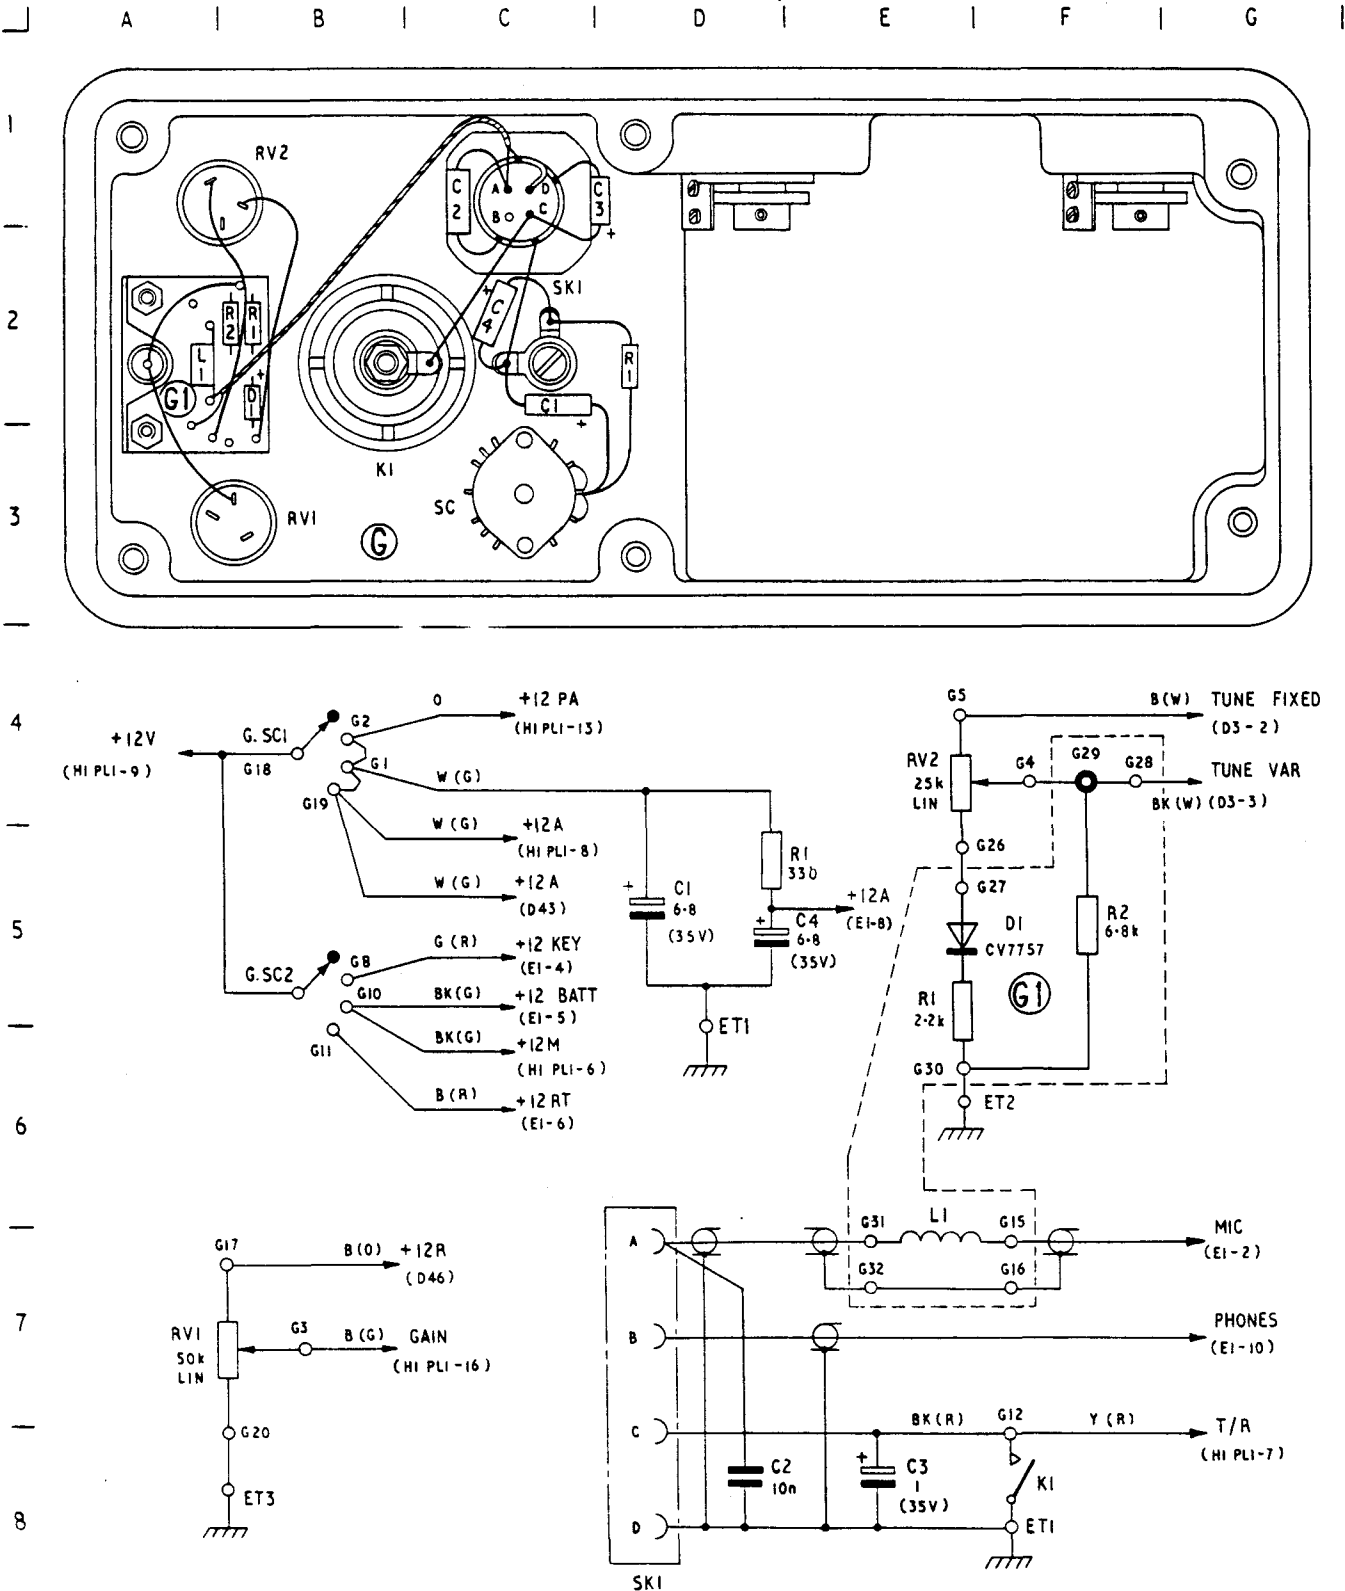 A B C D E F G
1
RV2
C2
A
D
B
C
C3
+
2
SK1
+
C4
R2
R1
L1
+
D1
G1
R1
C1
+
K1
3
SC
RV1
G
4
+12V
(H1 PL1-9)
G.SC1
G18
G2
G1
G19
O
+12 PA
(H1 PL1-13)
W (G)
W (G)
+12A
(H1 PL1-8)
W (G)
+12A
(D43)
G5
B(W) TUNE FIXED
(D3-2)
RV2
25k
LIN
G4
G29
G28
TUNE VAR
BK(W) (D3-3)
G26
G27
5
G.SC2
G8
G10
G11
G (R)
+12 KEY
(E1-4)
BK(G)
+12 BATT
(E1-5)
BK(G)
+12M
(H1 PL1-6)
B (R)
+12RT
(E1-6)
+
C1
6·8
(35V)
R1
330
+12A
(E1-8)
+
C4
6·8
(35V)
ET1
D1
CV7757
R2
6·8k
R1
2·2k
G1
G30
ET2
6
7
G17
B(O) +12R
(D46)
RV1
50k
LIN
G3
B(G) GAIN
(H1 PL1-16)
G20
ET3
A
G31
L1
G15
MIC
(E1-2)
G32
G16
B
PHONES
(E1-10)
C
BK(R)
G12
Y (R)
T/R
(H1 PL1-7)
8
C2
10n
+
C3
1
(35V)
K1
D
ET1
SK1